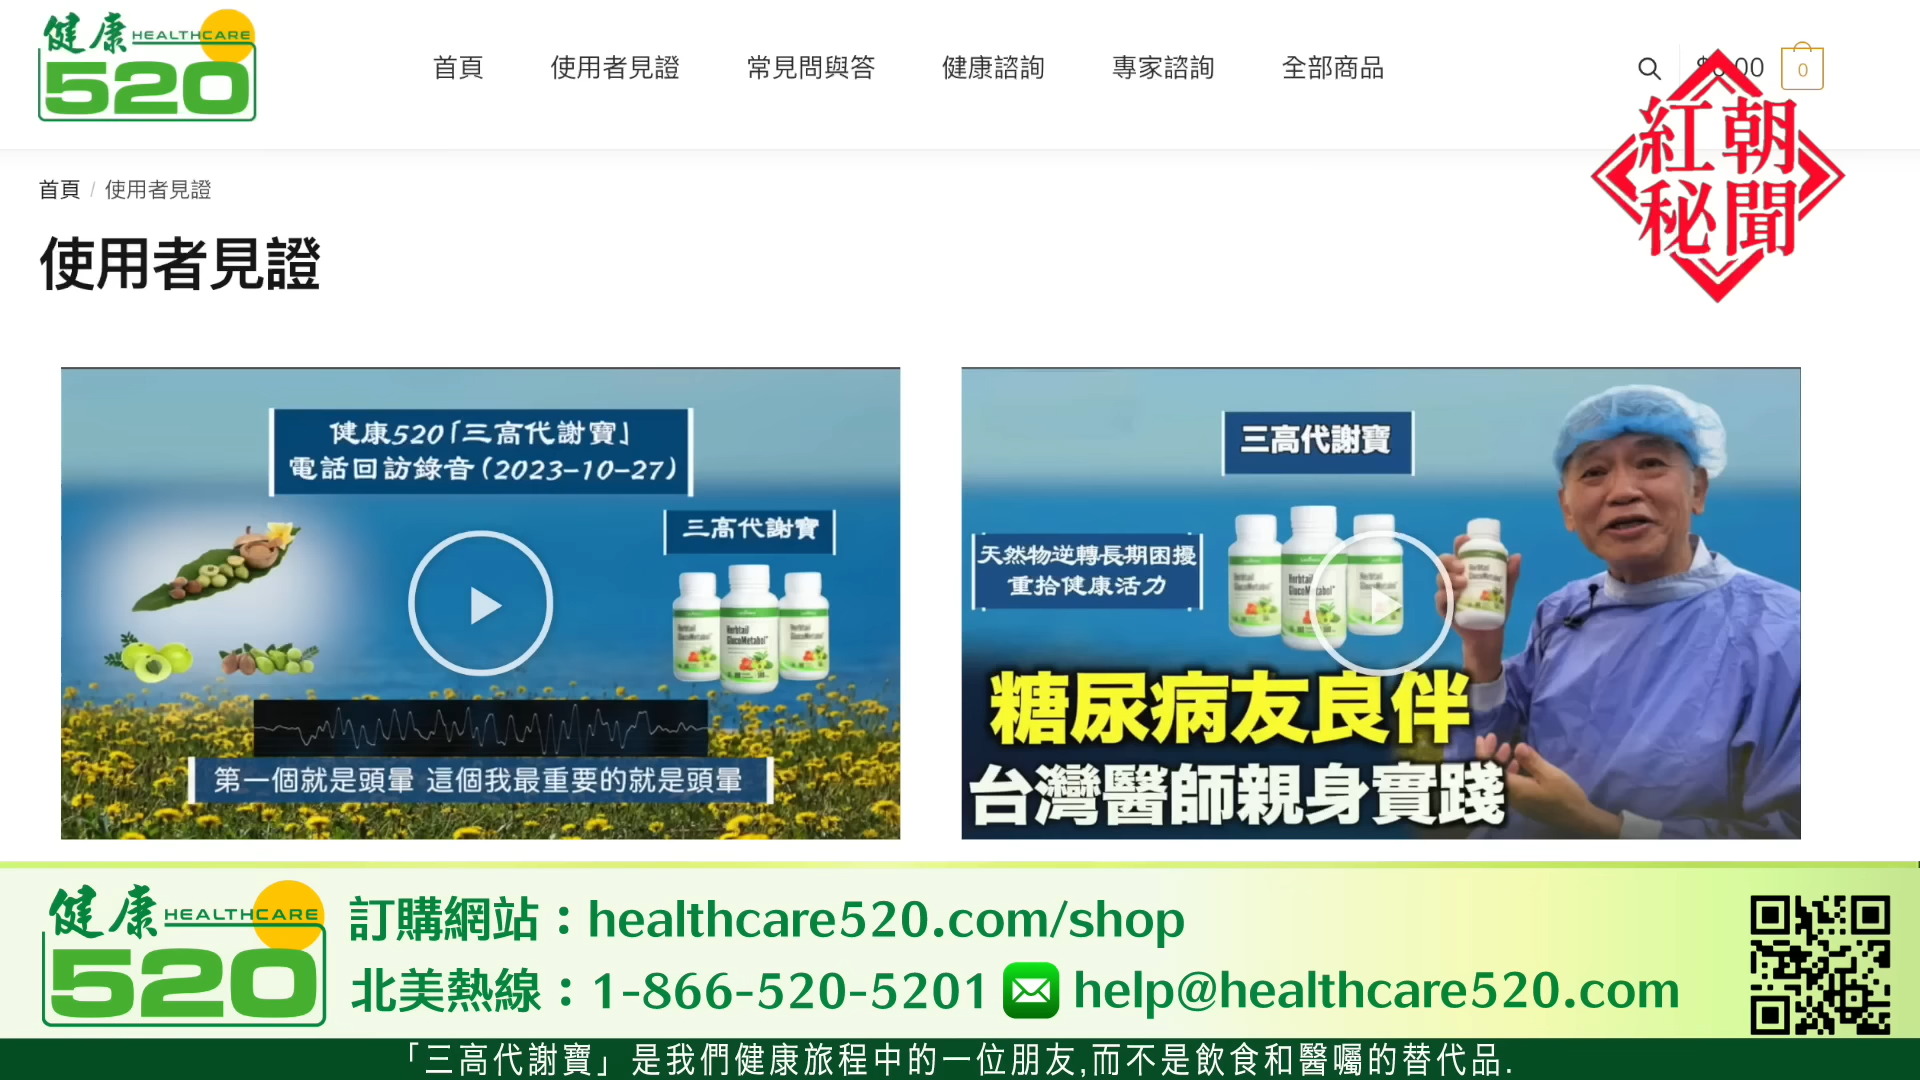 健康 HEALTHCARE
520
首頁 使用者見證 常見問與答 健康諮詢 專家諮詢 全部商品
0
紅朝
秘聞
首頁 / 使用者見證
使用者見證
健康520「三高代謝寶」
電話回訪錄音(2023-10-27)
三高代謝寶
Herbtail
GlucoMetabol
第一個就是頭暈 這個我最重要的就是頭暈
三高代謝寶
天然物逆轉長期困擾
重拾健康活力
糖尿病友良伴
台灣醫師親身實踐
健康 HEALTHCARE
520
訂購網站：healthcare520.com/shop
北美熱線：1-866-520-5201 help@healthcare520.com
「三高代謝寶」是我們健康旅程中的一位朋友,而不是飲食和醫囑的替代品.